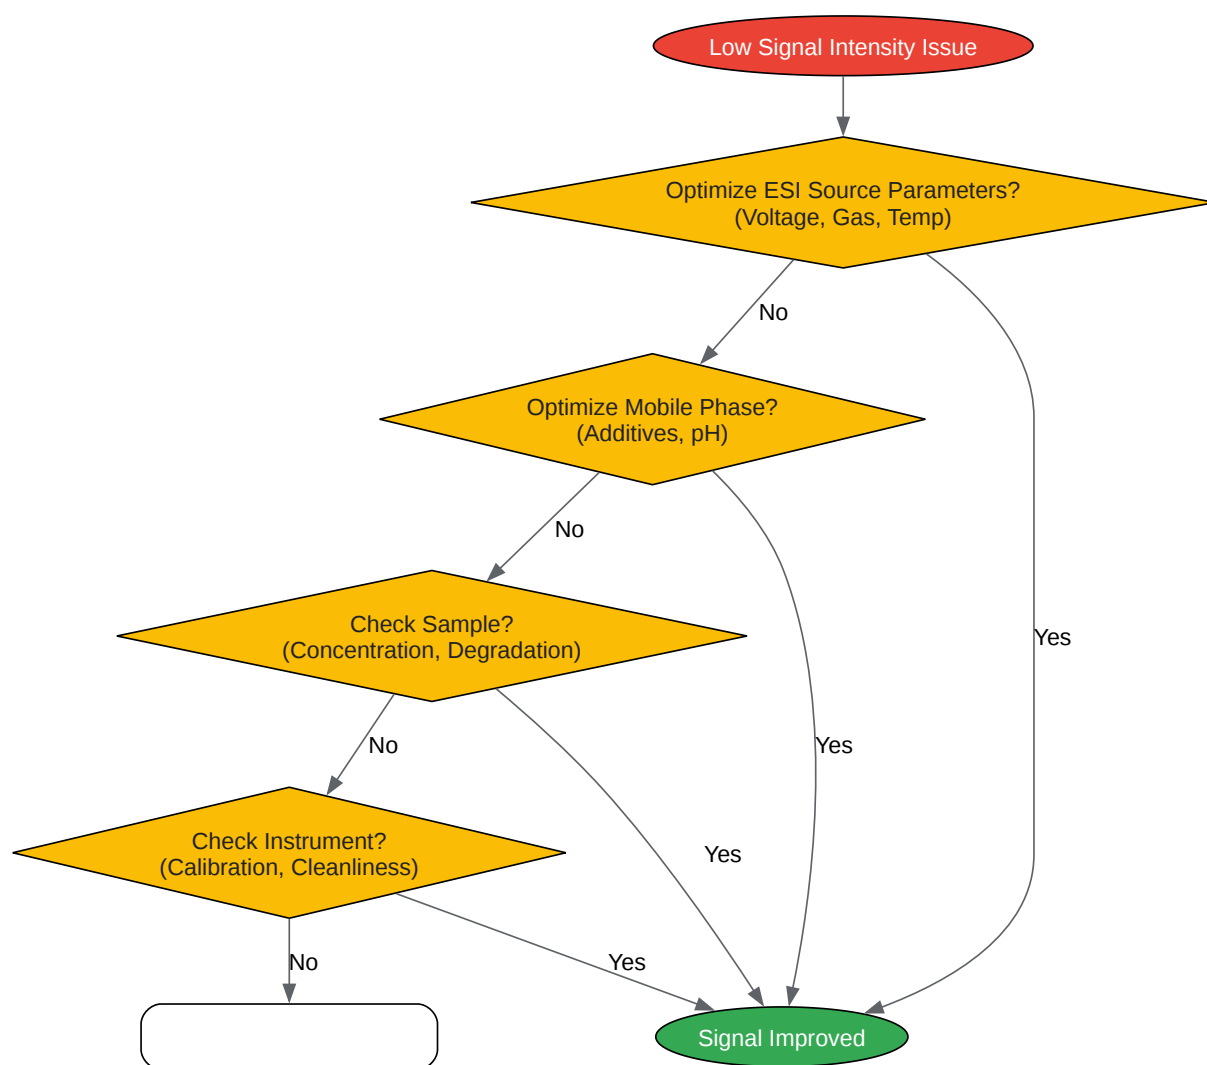 Low Signal Intensity Issue
Optimize ESI Source Parameters?
(Voltage, Gas, Temp)
No
Optimize Mobile Phase?
(Additives, pH)
No
Check Sample?
(Concentration, Degradation)
Yes
No
Yes
Check Instrument?
(Calibration, Cleanliness)
Yes
No
Yes
Signal Improved